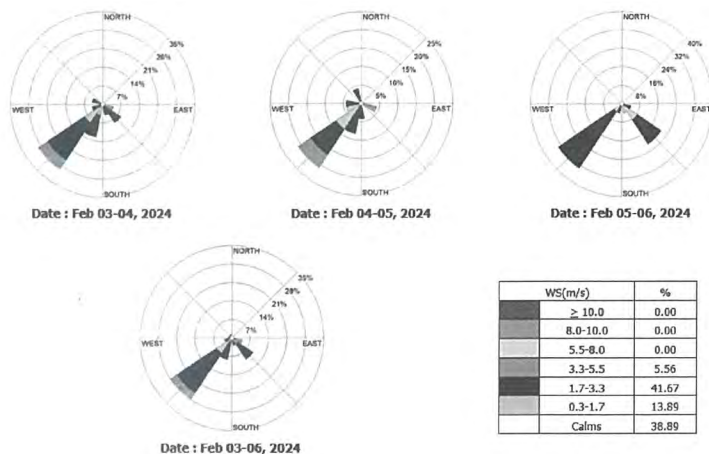 NORTH
35%
28%
21%
14%
7%
WEST
EAST
SOUTH
Date : Feb 03-04, 2024
NORTH
25%
20%
15%
10%
5%
WEST
EAST
SOUTH
Date : Feb 04-05, 2024
NORTH
40%
32%
24%
16%
8%
WEST
EAST
SOUTH
Date : Feb 05-06, 2024
NORTH
35%
28%
21%
14%
7%
WEST
EAST
SOUTH
Date : Feb 03-06, 2024
WS(m/s) %
≥ 10.0 0.00
8.0-10.0 0.00
5.5-8.0 0.00
3.3-5.5 5.56
1.7-3.3 41.67
0.3-1.7 13.89
Calms 38.89